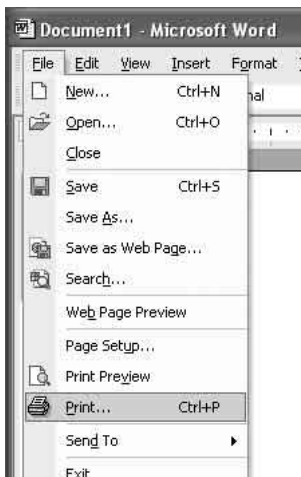 Document1 - Microsoft Word
File Edit View Insert Format
New... Ctrl+N
Open... Ctrl+O
Close
Save Ctrl+S
Save As...
Save as Web Page...
Search...
Web Page Preview
Page Setup...
Print Preview
Print... Ctrl+P
Send To
Exit